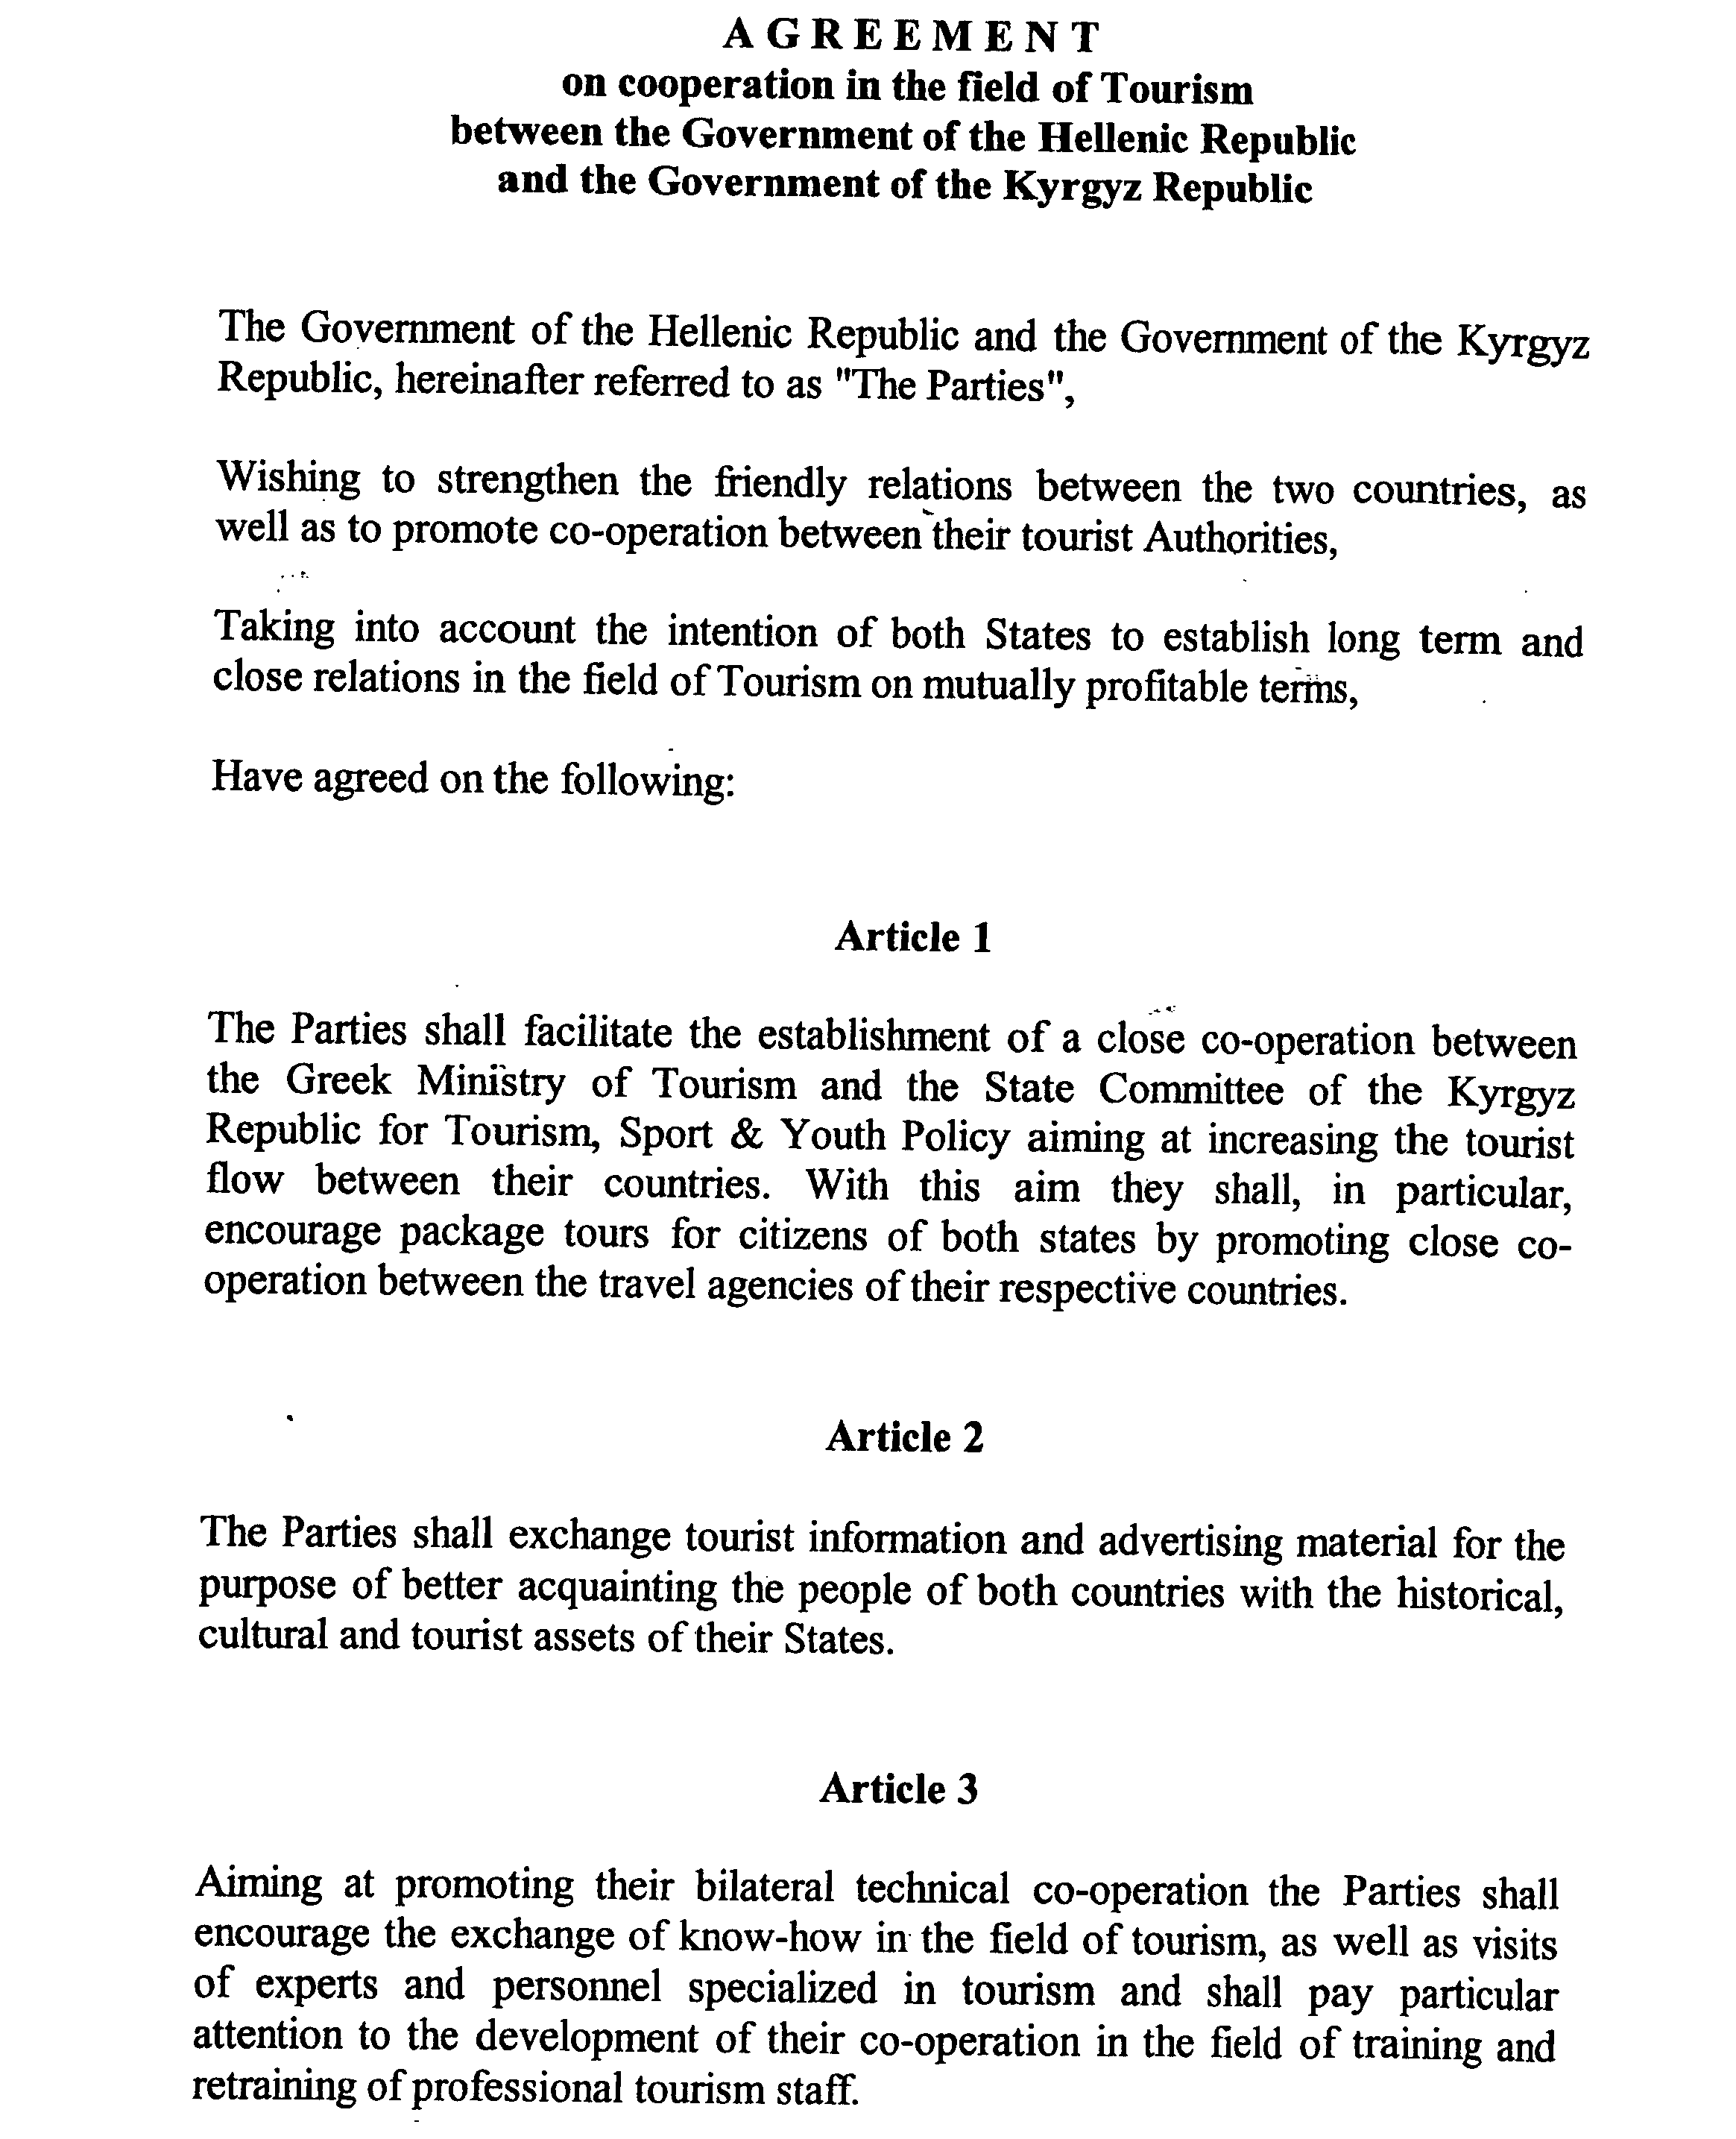 AGREEMENT
on cooperation in the field of Tourism
between the Government of the Hellenic Republic
and the Government of the Kyrgyz Republic
The Government of the Hellenic Republic and the Government of the Kyrgyz
Republic, hereinafter referred to as "The Parties",
Wishing to strengthen the friendly relations between the two countries, as
well as to promote co-operation between their tourist Authorities,
Taking into account the intention of both States to establish long term and
close relations in the field of Tourism on mutually profitable terms,
Have agreed on the following:
Article 1
The Parties shall facilitate the establishment of a close co-operation between
the Greek Ministry of Tourism and the State Committee of the Kyrgyz
Republic for Tourism, Sport & Youth Policy aiming at increasing the tourist
flow between their countries. With this aim they shall, in particular,
encourage package tours for citizens of both states by promoting close co-
operation between the travel agencies of their respective countries.
Article 2
The Parties shall exchange tourist information and advertising material for the
purpose of better acquainting the people of both countries with the historical,
cultural and tourist assets of their States.
Article 3
Aiming at promoting their bilateral technical co-operation the Parties shall
encourage the exchange of know-how in the field of tourism, as well as visits
of experts and personnel specialized in tourism and shall pay particular
attention to the development of their co-operation in the field of training and
retraining of professional tourism staff.